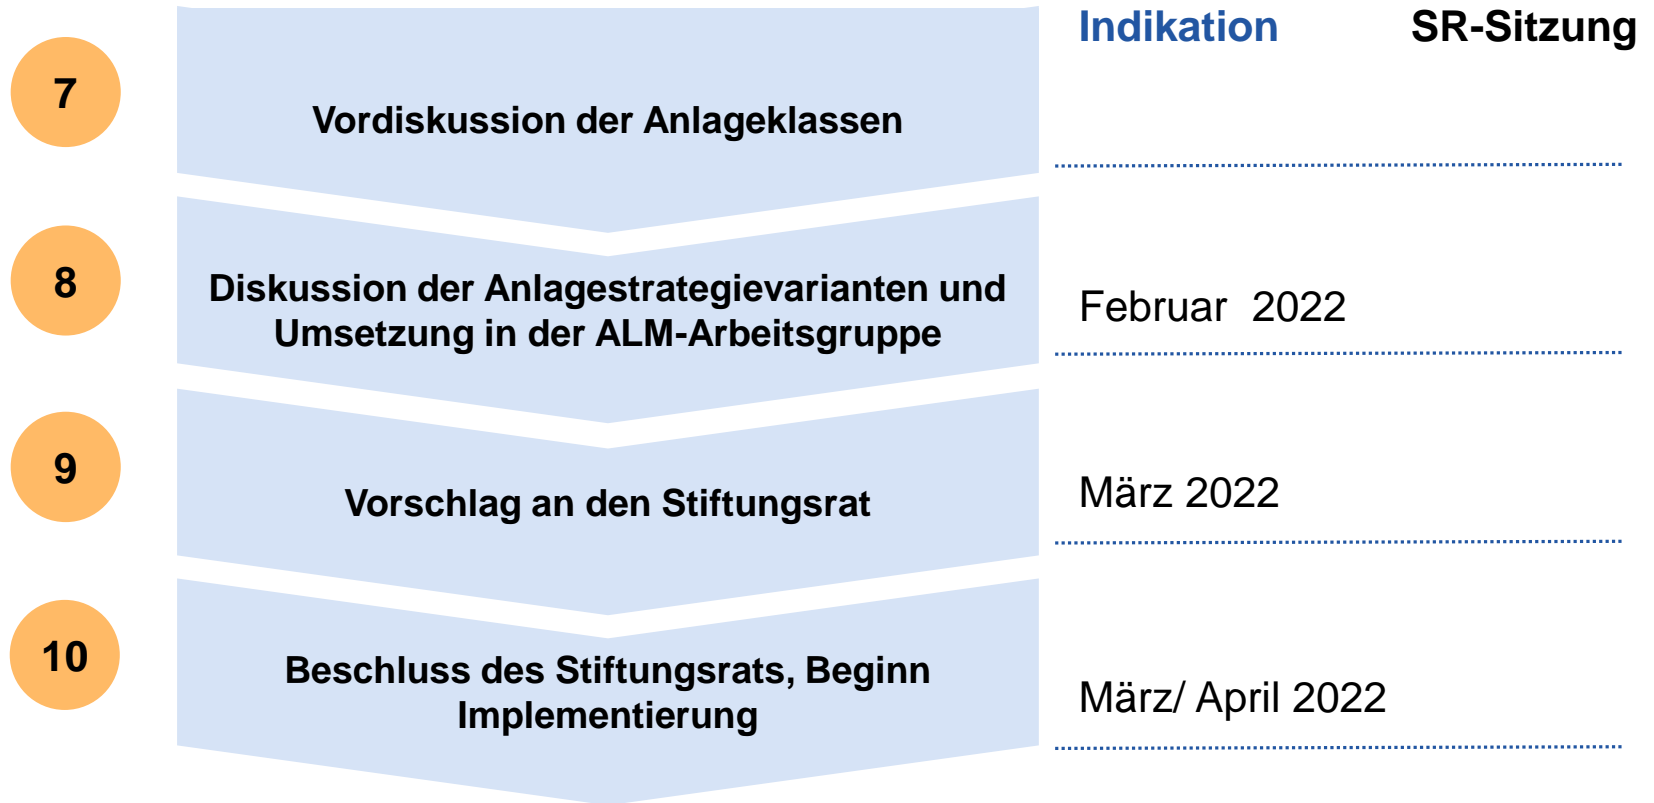 Indikation SR-Sitzung
7
Vordiskussion der Anlageklassen
8
Diskussion der Anlagestrategievarianten und
Umsetzung in der ALM-Arbeitsgruppe
Februar 2022
9
Vorschlag an den Stiftungsrat
März 2022
10
Beschluss des Stiftungsrats, Beginn
Implementierung
März/ April 2022